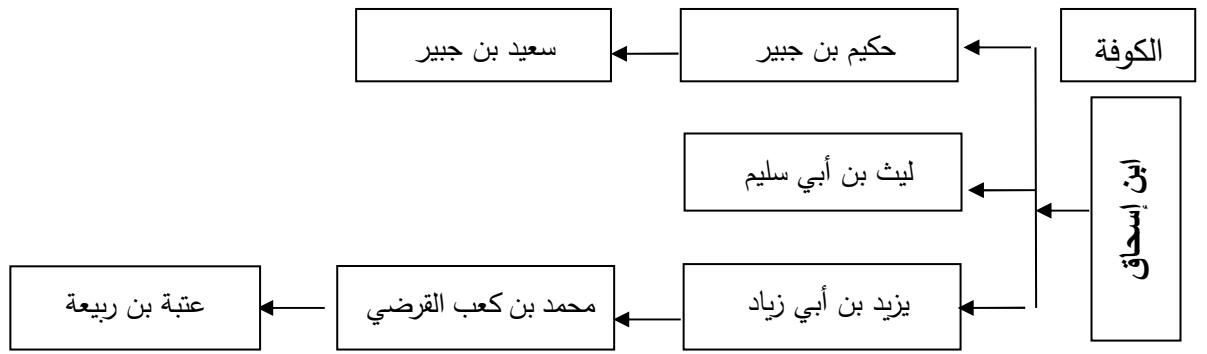 الكوفة
حكيم بن جبير
سعيد بن جبير
ابن إسحاق
ليث بن أبي سليم
يزيد بن أبي زياد
محمد بن كعب القرضي
عتبة بن ربيعة